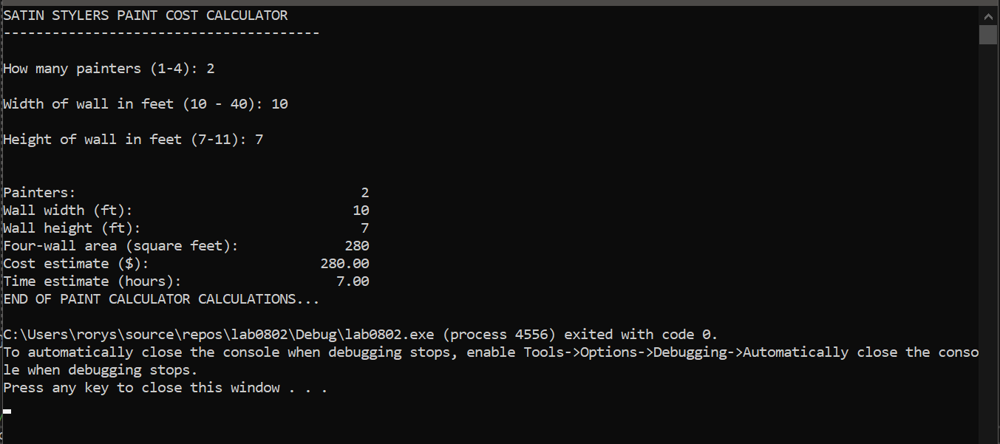 SATIN STYLERS PAINT COST CALCULATOR
---------------------------------------
How many painters (1-4): 2
Width of wall in feet (10 - 40): 10
Height of wall in feet (7-11): 7
Painters: 2
Wall width (ft): 10
Wall height (ft): 7
Four-wall area (square feet): 280
Cost estimate ($): 280.00
Time estimate (hours): 7.00
END OF PAINT CALCULATOR CALCULATIONS...
C:\Users\rorys\source\repos\lab0802\Debug\lab0802.exe (process 4556) exited with code 0.
To automatically close the console when debugging stops, enable Tools->Options->Debugging->Automatically close the conso
le when debugging stops.
Press any key to close this window . . .